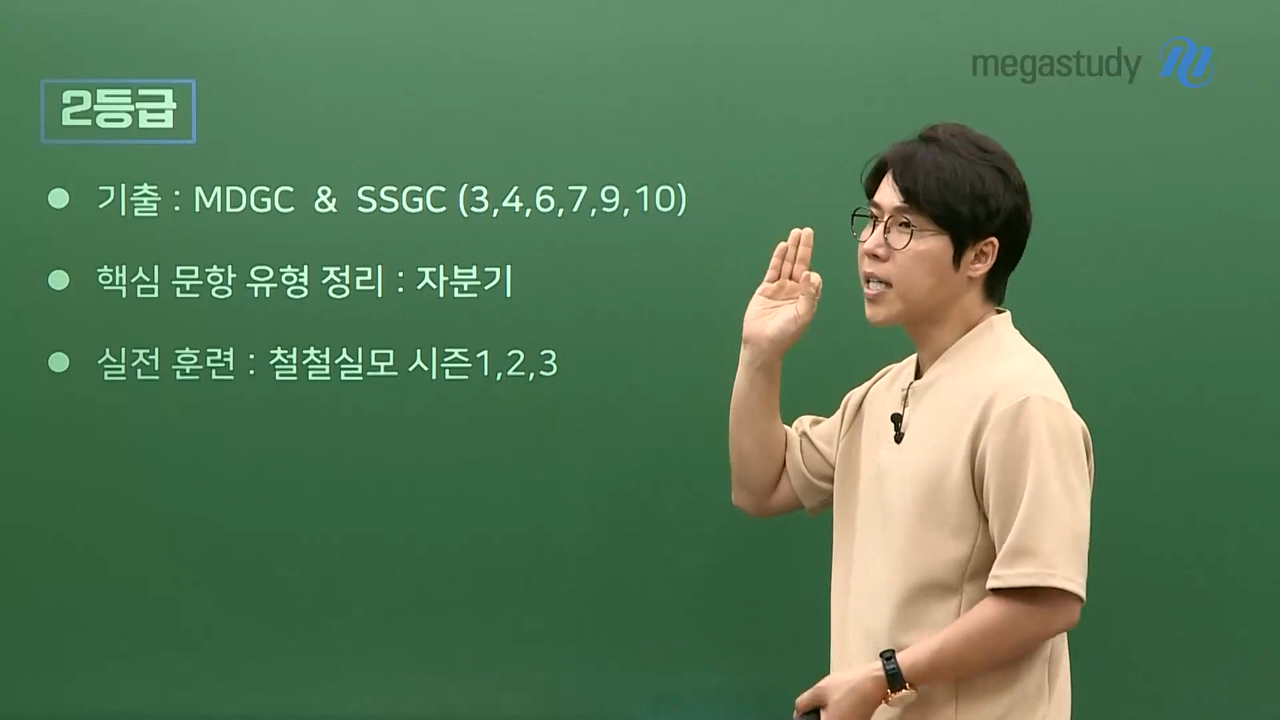 megastudy
2등급
● 기출 : MDGC & SSGC (3,4,6,7,9,10)
● 핵심 문항 유형 정리 : 자분기
● 실전 훈련 : 철철실모 시즌1,2,3